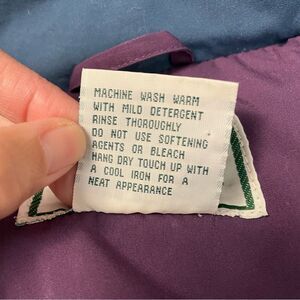 MACHINE WASH WARM
WITH MILD DETERGENT
RINSE THOROUGHLY
DO NOT USE SOFTENING
AGENTS OR BLEACH
HANG DRY TOUCH UP WITH
A COOL IRON FOR A
NEAT APPEARANCE